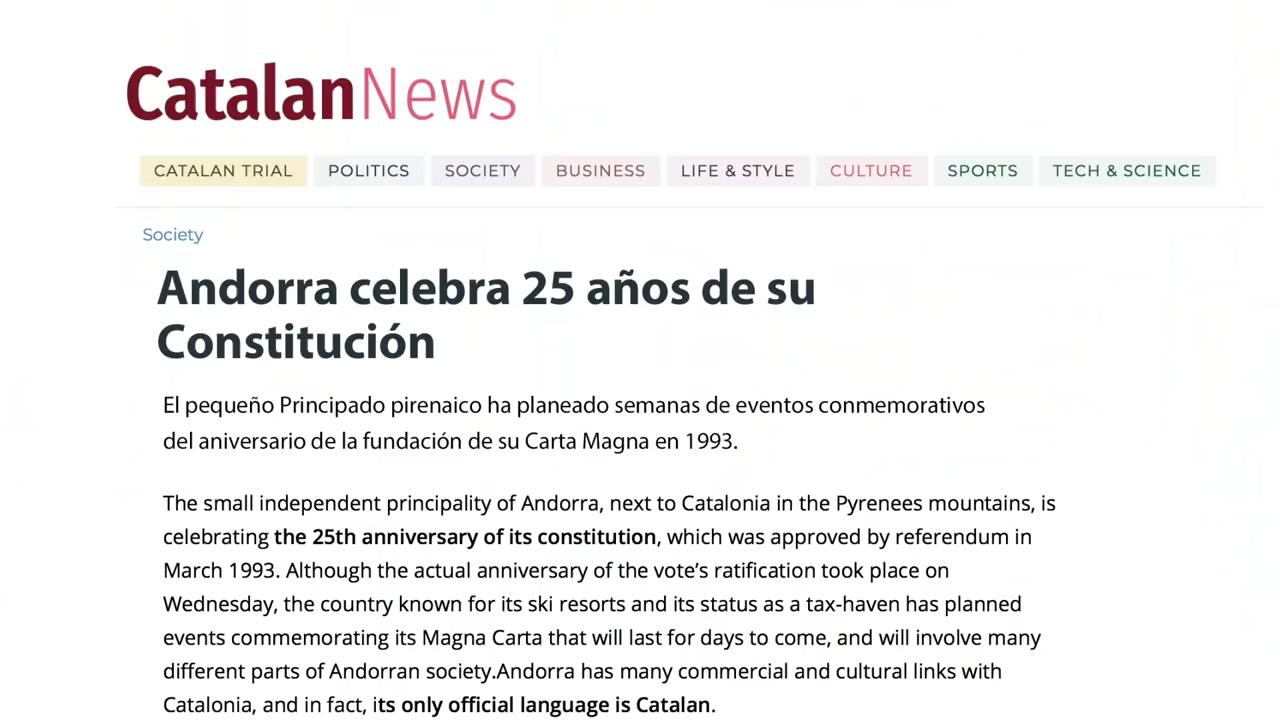 CatalanNews
CATALAN TRIAL POLITICS SOCIETY BUSINESS LIFE & STYLE CULTURE SPORTS TECH & SCIENCE
Society
Andorra celebra 25 años de su
Constitución
El pequeño Principado pirenaico ha planeado semanas de eventos conmemorativos
del aniversario de la fundación de su Carta Magna en 1993.
The small independent principality of Andorra, next to Catalonia in the Pyrenees mountains, is
celebrating the 25th anniversary of its constitution, which was approved by referendum in
March 1993. Although the actual anniversary of the vote’s ratification took place on
Wednesday, the country known for its ski resorts and its status as a tax-haven has planned
events commemorating its Magna Carta that will last for days to come, and will involve many
different parts of Andorran society.Andorra has many commercial and cultural links with
Catalonia, and in fact, its only official language is Catalan.